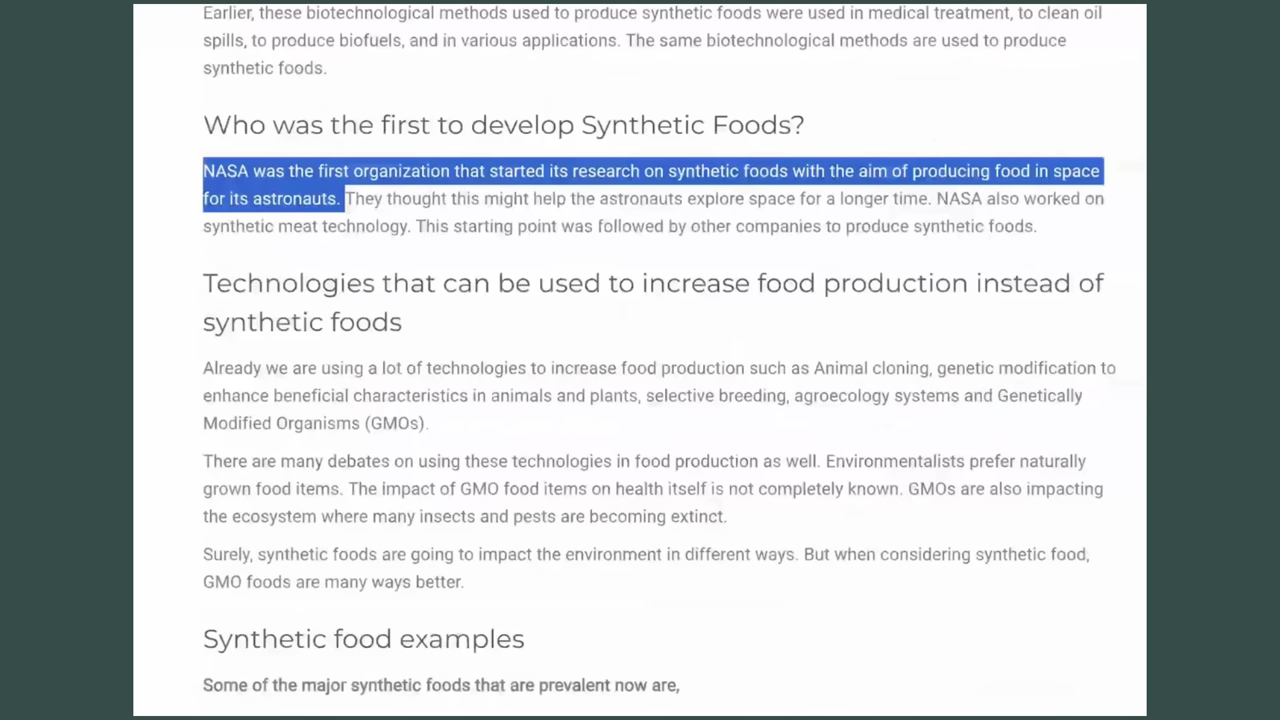 Earlier, these biotechnological methods used to produce synthetic foods were used in medical treatment, to clean oil
spills, to produce biofuels, and in various applications. The same biotechnological methods are used to produce
synthetic foods.
Who was the first to develop Synthetic Foods?
NASA was the first organization that started its research on synthetic foods with the aim of producing food in space
for its astronauts. They thought this might help the astronauts explore space for a longer time. NASA also worked on
synthetic meat technology. This starting point was followed by other companies to produce synthetic foods.
Technologies that can be used to increase food production instead of
synthetic foods
Already we are using a lot of technologies to increase food production such as Animal cloning, genetic modification to
enhance beneficial characteristics in animals and plants, selective breeding, agroecology systems and Genetically
Modified Organisms (GMOs).
There are many debates on using these technologies in food production as well. Environmentalists prefer naturally
grown food items. The impact of GMO food items on health itself is not completely known. GMOs are also impacting
the ecosystem where many insects and pests are becoming extinct.
Surely, synthetic foods are going to impact the environment in different ways. But when considering synthetic food,
GMO foods are many ways better.
Synthetic food examples
Some of the major synthetic foods that are prevalent now are,